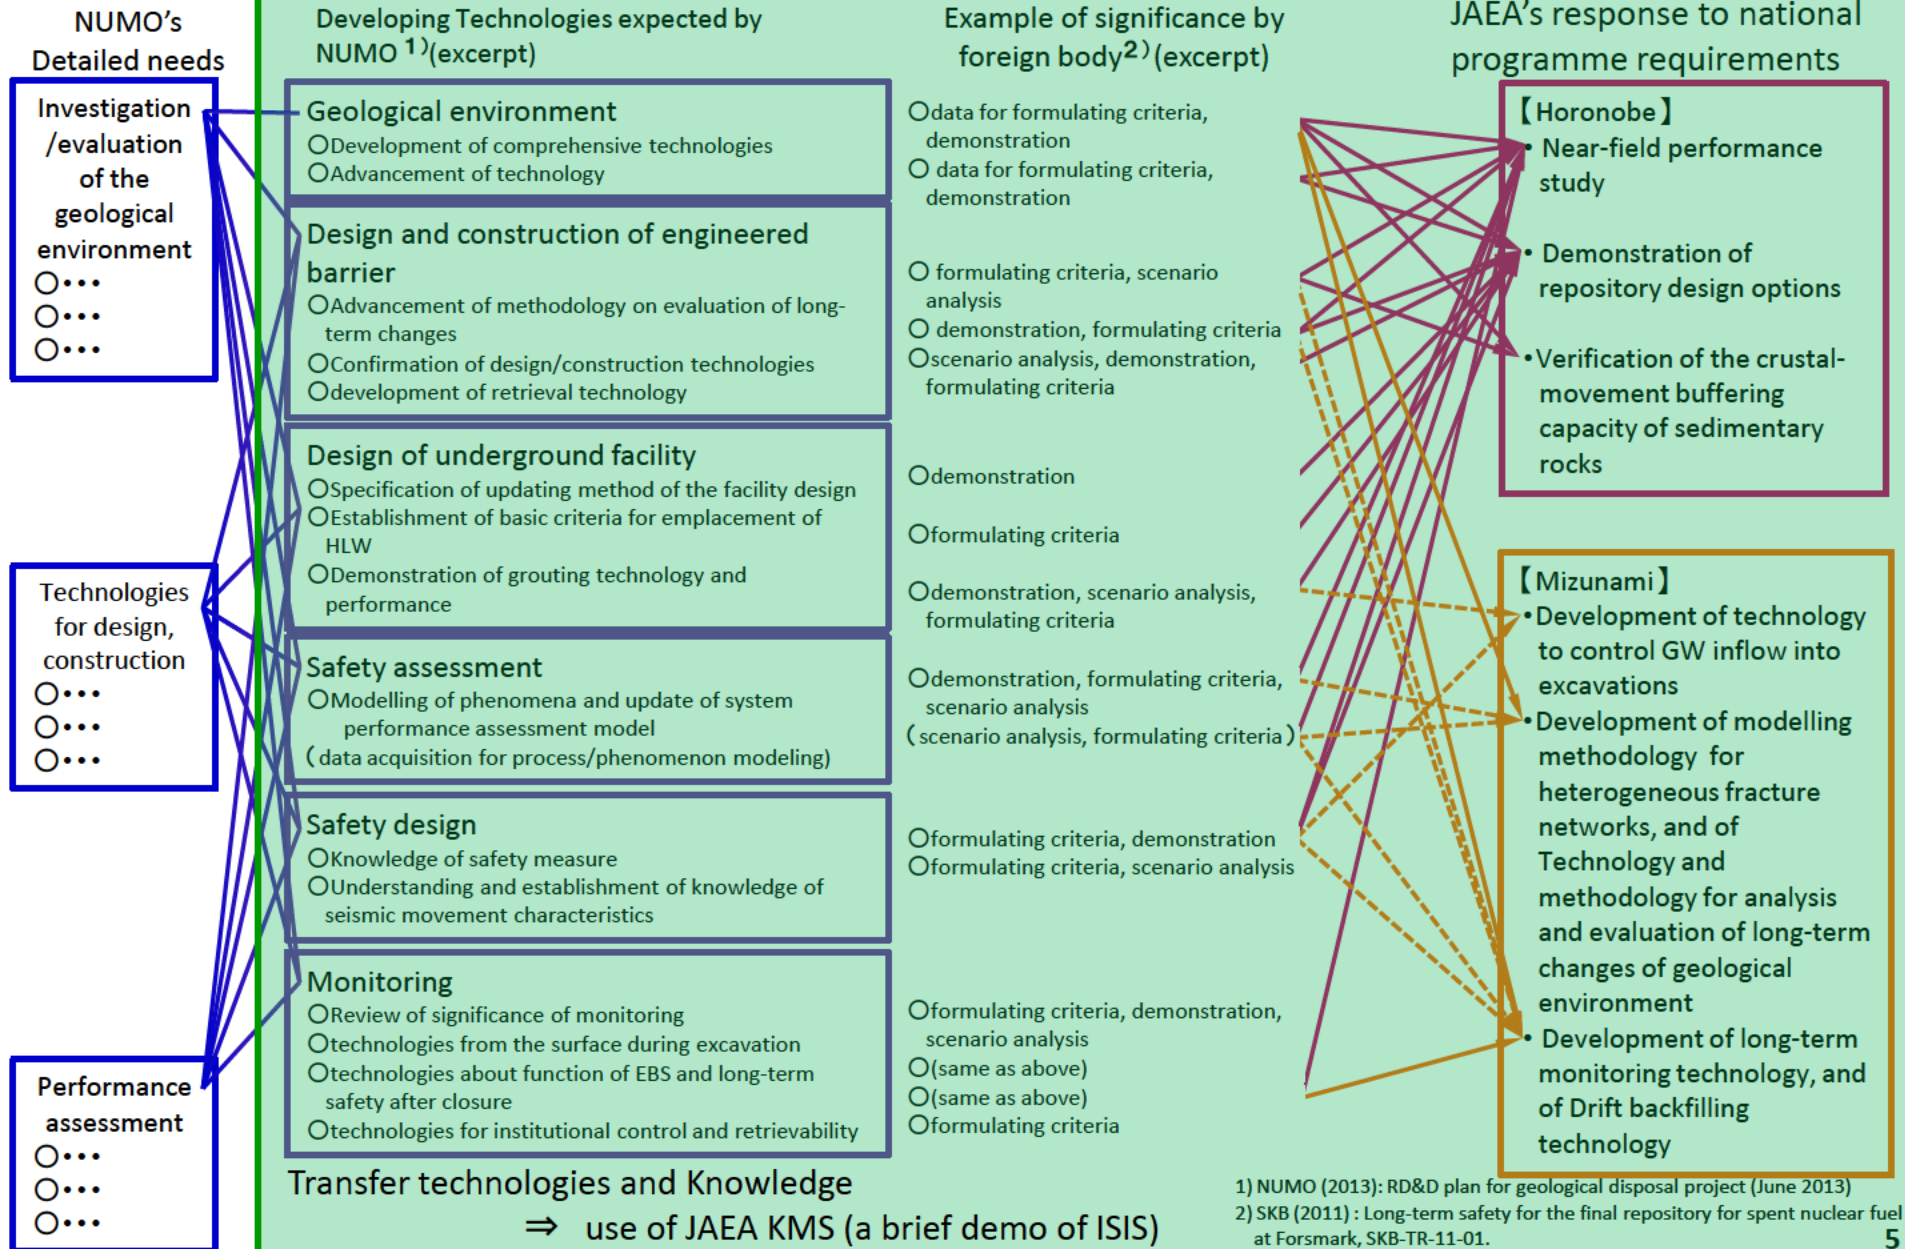 NUMO's
Detailed needs
Investigation
/evaluation
of the
geological
environment
○・・・
○・・・
○・・・
Technologies
for design,
construction
○・・・
○・・・
○・・・
Performance
assessment
○・・・
○・・・
○・・・
Developing Technologies expected by
NUMO 1)(excerpt)
Geological environment
○Development of comprehensive technologies
○Advancement of technology
Design and construction of engineered
barrier
○Advancement of methodology on evaluation of long-
term changes
○Confirmation of design/construction technologies
○development of retrieval technology
Design of underground facility
○Specification of updating method of the facility design
○Establishment of basic criteria for emplacement of
HLW
○Demonstration of grouting technology and
performance
Safety assessment
○Modelling of phenomena and update of system
performance assessment model
(data acquisition for process/phenomenon modeling)
Safety design
○Knowledge of safety measure
○Understanding and establishment of knowledge of
seismic movement characteristics
Monitoring
○Review of significance of monitoring
○technologies from the surface during excavation
○technologies about function of EBS and long-term
safety after closure
○technologies for institutional control and retrievability
Example of significance by
foreign body2) (excerpt)
○data for formulating criteria,
demonstration
○ data for formulating criteria,
demonstration
○ formulating criteria, scenario
analysis
○ demonstration, formulating criteria
○scenario analysis, demonstration,
formulating criteria
○demonstration
○formulating criteria
○demonstration, scenario analysis,
formulating criteria
○demonstration, formulating criteria,
scenario analysis
(scenario analysis, formulating criteria)
○formulating criteria, demonstration
○formulating criteria, scenario analysis
○formulating criteria, demonstration,
scenario analysis
○(same as above)
○(same as above)
○formulating criteria
JAEA's response to national
programme requirements
【Horonobe】
• Near-field performance
study
• Demonstration of
repository design options
•Verification of the crustal-
movement buffering
capacity of sedimentary
rocks
【Mizunami】
•Development of technology
to control GW inflow into
excavations
•Development of modelling
methodology for
heterogeneous fracture
networks, and of
Technology and
methodology for analysis
and evaluation of long-term
changes of geological
environment
• Development of long-term
monitoring technology, and
of Drift backfilling
technology
Transfer technologies and Knowledge
⇒ use of JAEA KMS (a brief demo of ISIS)
1) NUMO (2013): RD&D plan for geological disposal project (June 2013)
2) SKB (2011) : Long-term safety for the final repository for spent nuclear fuel
at Forsmark, SKB-TR-11-01.
5